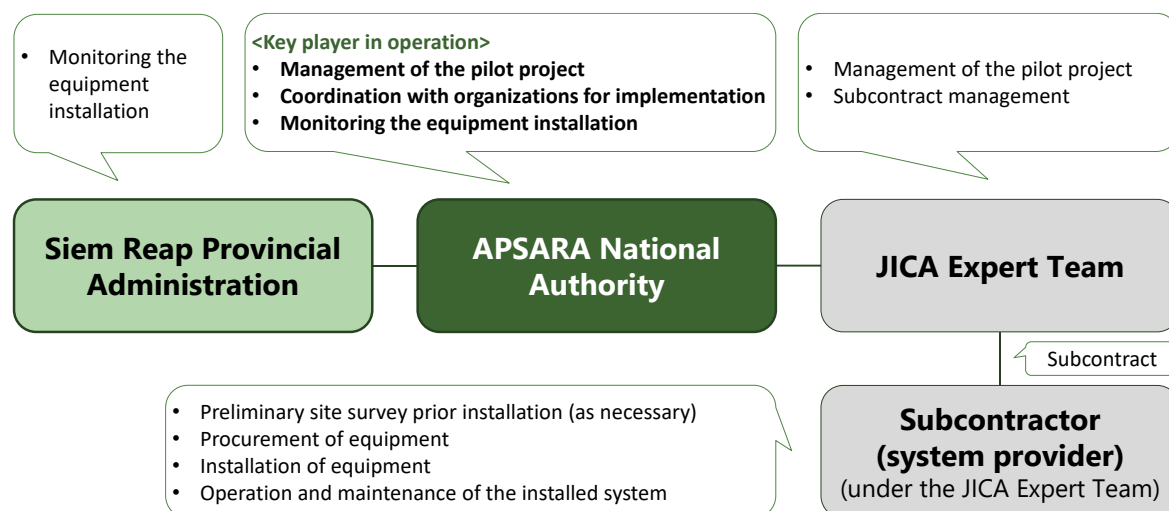 • Monitoring the
equipment
installation
<Key player in operation>
• Management of the pilot project
• Coordination with organizations for implementation
• Monitoring the equipment installation
• Management of the pilot project
• Subcontract management
Siem Reap Provincial
Administration
APSARA National
Authority
JICA Expert Team
Subcontract
• Preliminary site survey prior installation (as necessary)
• Procurement of equipment
• Installation of equipment
• Operation and maintenance of the installed system
Subcontractor
(system provider)
(under the JICA Expert Team)